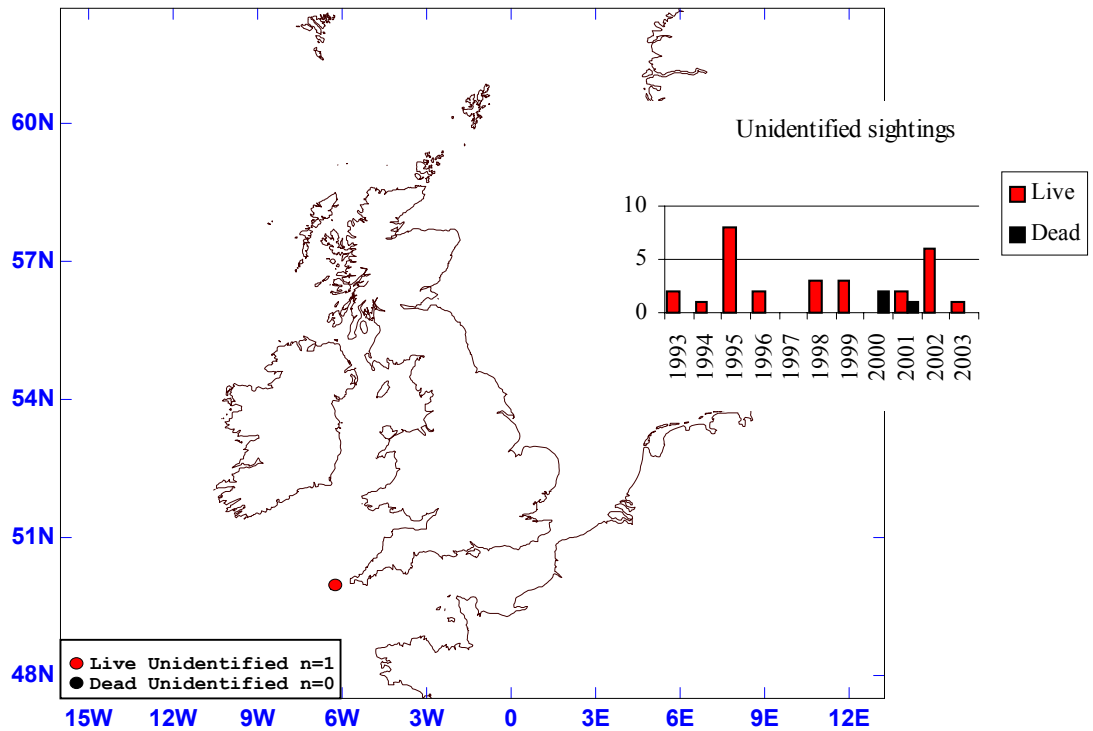 60N
57N
54N
51N
48N
15W 12W 9W 6W 3W 0 3E 6E 9E 12E
Live Unidentified n=1
Dead Unidentified n=0
Unidentified sightings
10
5
0
1993 1994 1995 1996 1997 1998 1999 2000 2001 2002 2003
Live
Dead